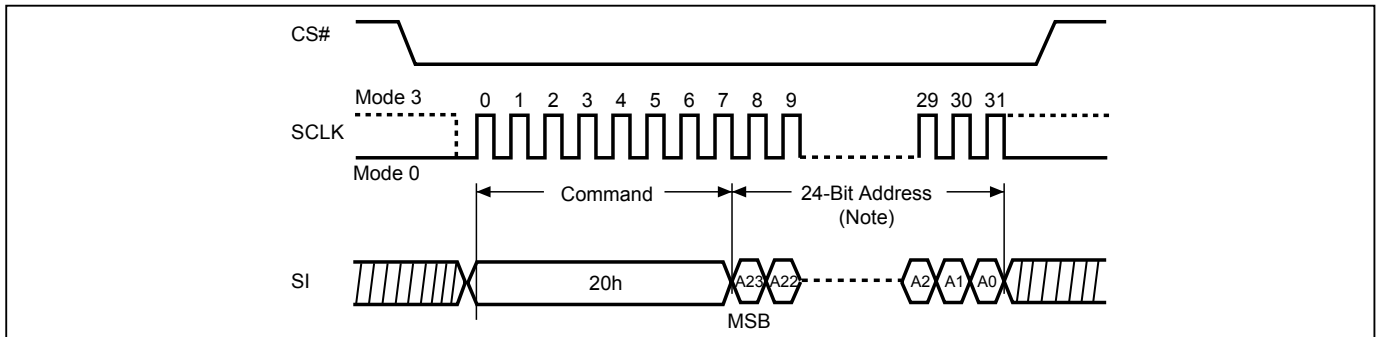 CS#
Mode 3
0 1 2 3 4 5 6 7 8 9 29 30 31
SCLK
Mode 0
Command
24-Bit Address
(Note)
SI
20h
A23 A22 A2 A1 A0
MSB